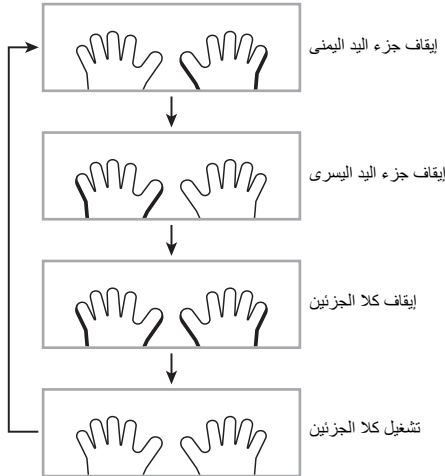 إيقاف جزء اليد اليمنى
إيقاف جزء اليد اليسرى
إيقاف كلا الجزئين
تشغيل كلا الجزئين